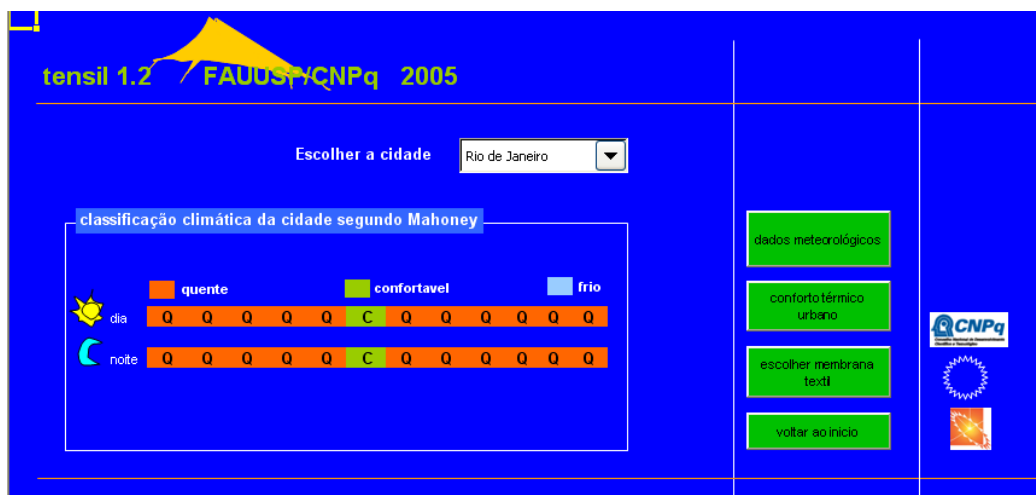 tensil 1.2 FAUUSP/CNPq 2005
Escolher a cidade
Rio de Janeiro
classificação climática da cidade segundo Mahoney
quente confortavel frio
dia Q Q Q Q Q C Q Q Q Q Q Q
noite Q Q Q Q Q C Q Q Q Q Q Q
dados meteorológicos
conforto térmico
urbano
escolher membrana
textil
voltar ao inicio
CNPq